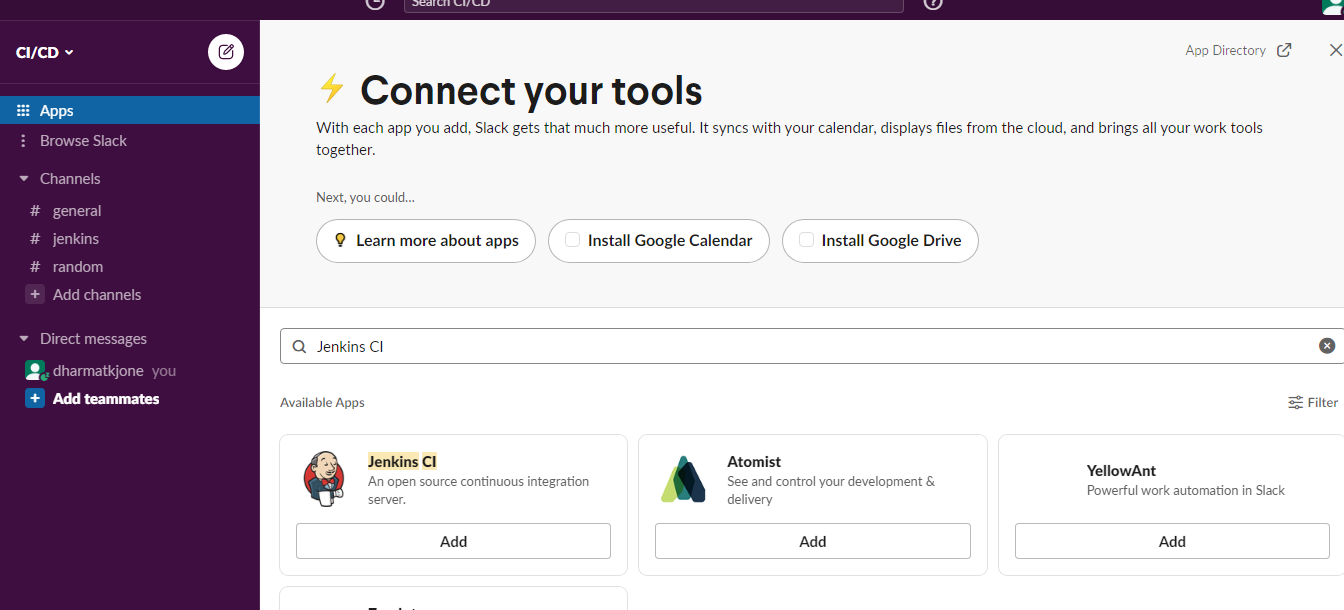 Search CI/CD
CI/CD
Apps
Browse Slack
Channels
# general
# jenkins
# random
+ Add channels
Direct messages
dharmatkjone you
+ Add teammates
App Directory
⚡ Connect your tools
With each app you add, Slack gets that much more useful. It syncs with your calendar, displays files from the cloud, and brings all your work tools
together.
Next, you could...
Learn more about apps
Install Google Calendar
Install Google Drive
Jenkins CI
Available Apps
Filter
Jenkins CI
An open source continuous integration
server.
Add
Atomist
See and control your development &
delivery
Add
YellowAnt
Powerful work automation in Slack
Add